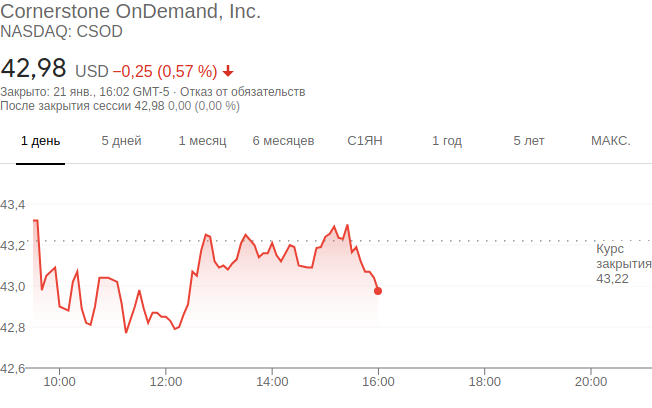 Cornerstone OnDemand, Inc.
NASDAQ: CSOD
42,98 USD −0,25 (0,57 %)
Закрыто: 21 янв., 16:02 GMT-5 · Отказ от обязательств
После закрытия сессии 42,98 0,00 (0,00 %)
1 день 5 дней 1 месяц 6 месяцев С1ЯН 1 год 5 лет МАКС.
43,4
43,2
Курс
закрытия
43,22
43,0
42,8
42,6
10:00 12:00 14:00 16:00 18:00 20:00